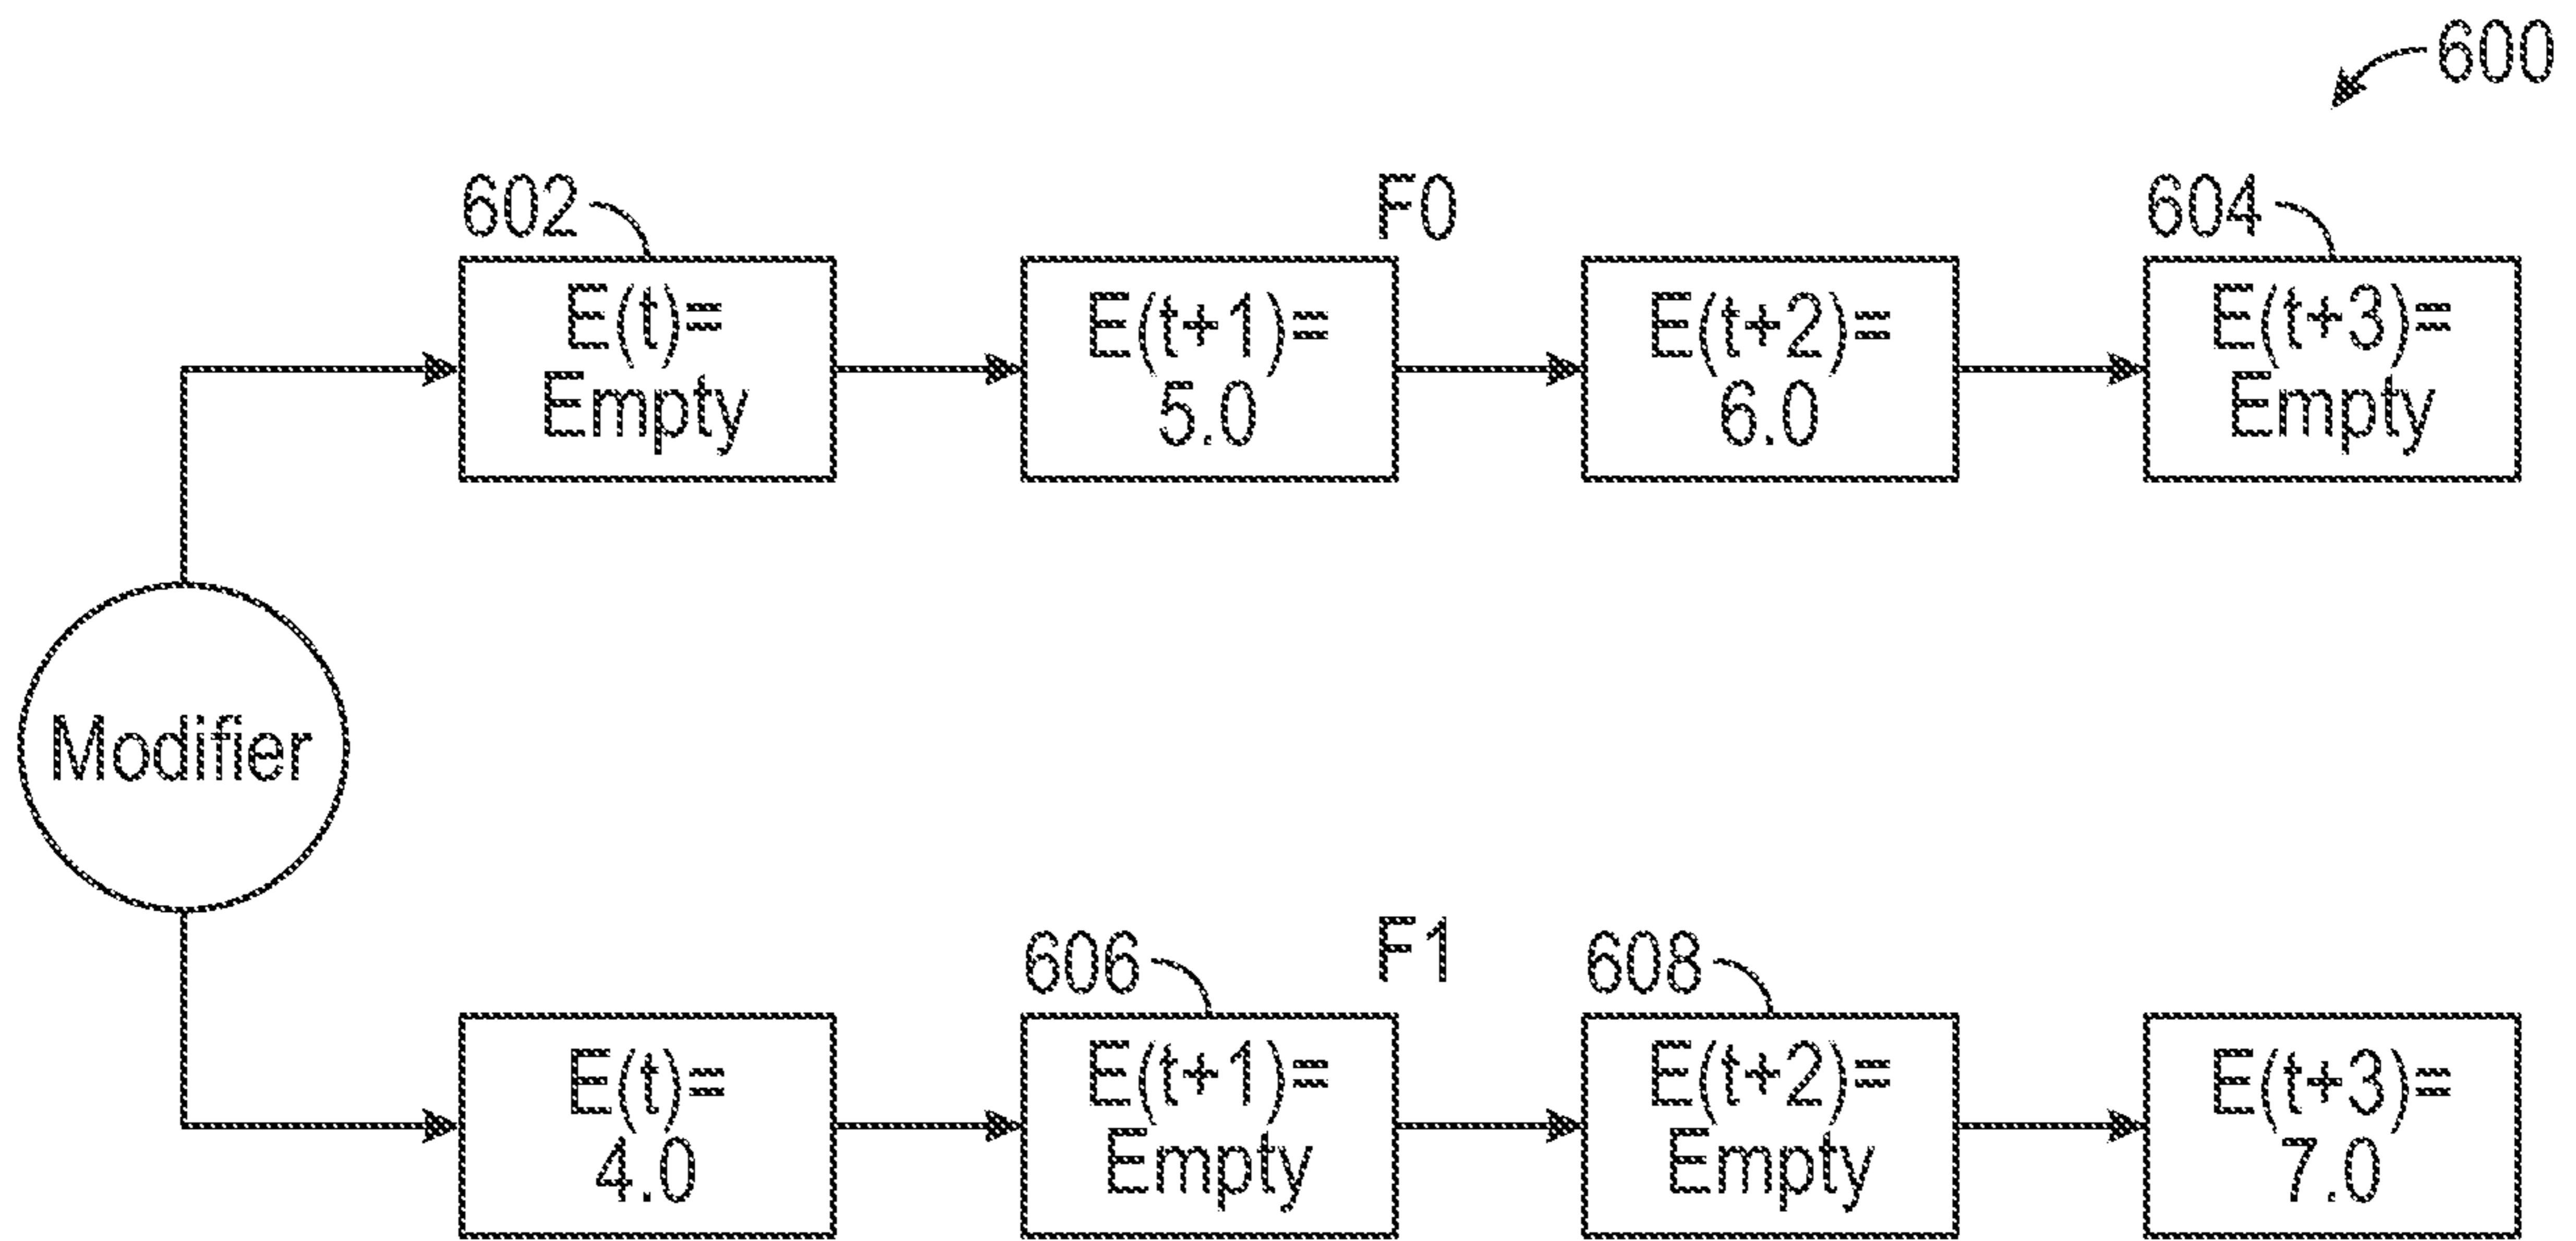 600
602
F0
604
E(t)=
Empty
E(t+1)=
5.0
E(t+2)=
6.0
E(t+3)=
Empty
Modifier
606
F1
608
E(t)=
4.0
E(t+1)=
Empty
E(t+2)=
Empty
E(t+3)=
7.0